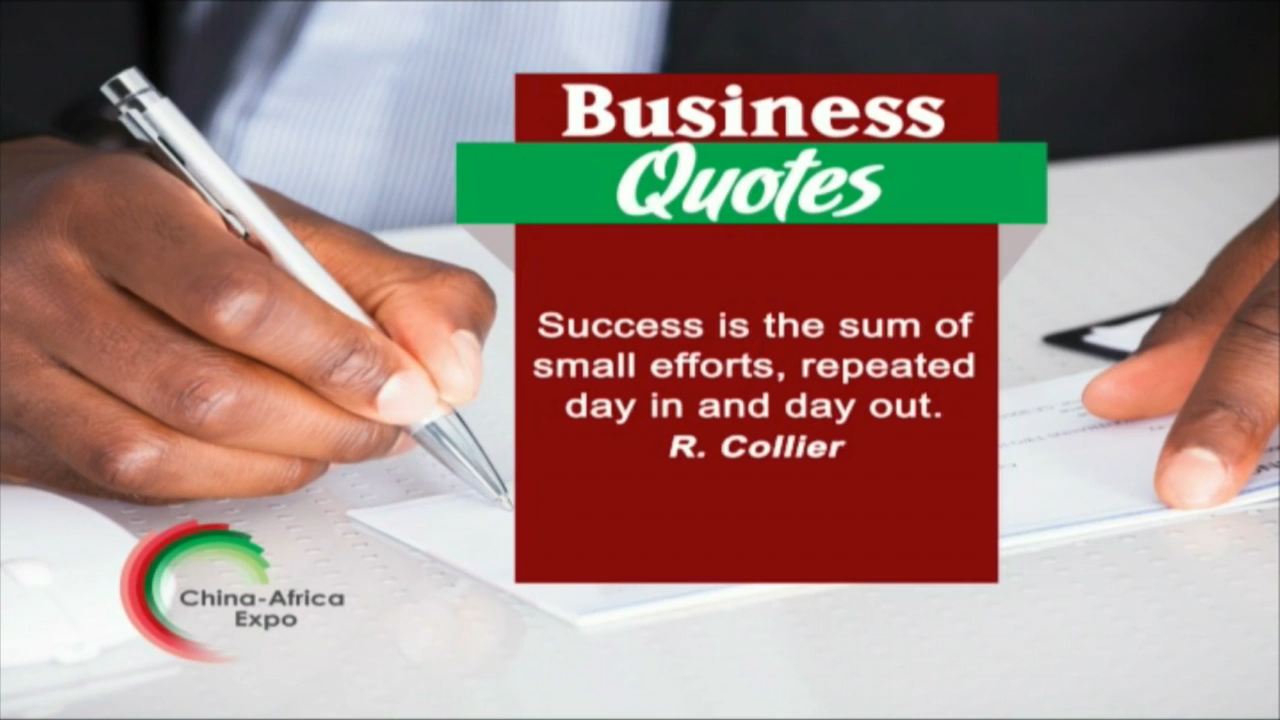 Business
Quotes
Success is the sum of
small efforts, repeated
day in and day out.
R. Collier
China-Africa
Expo